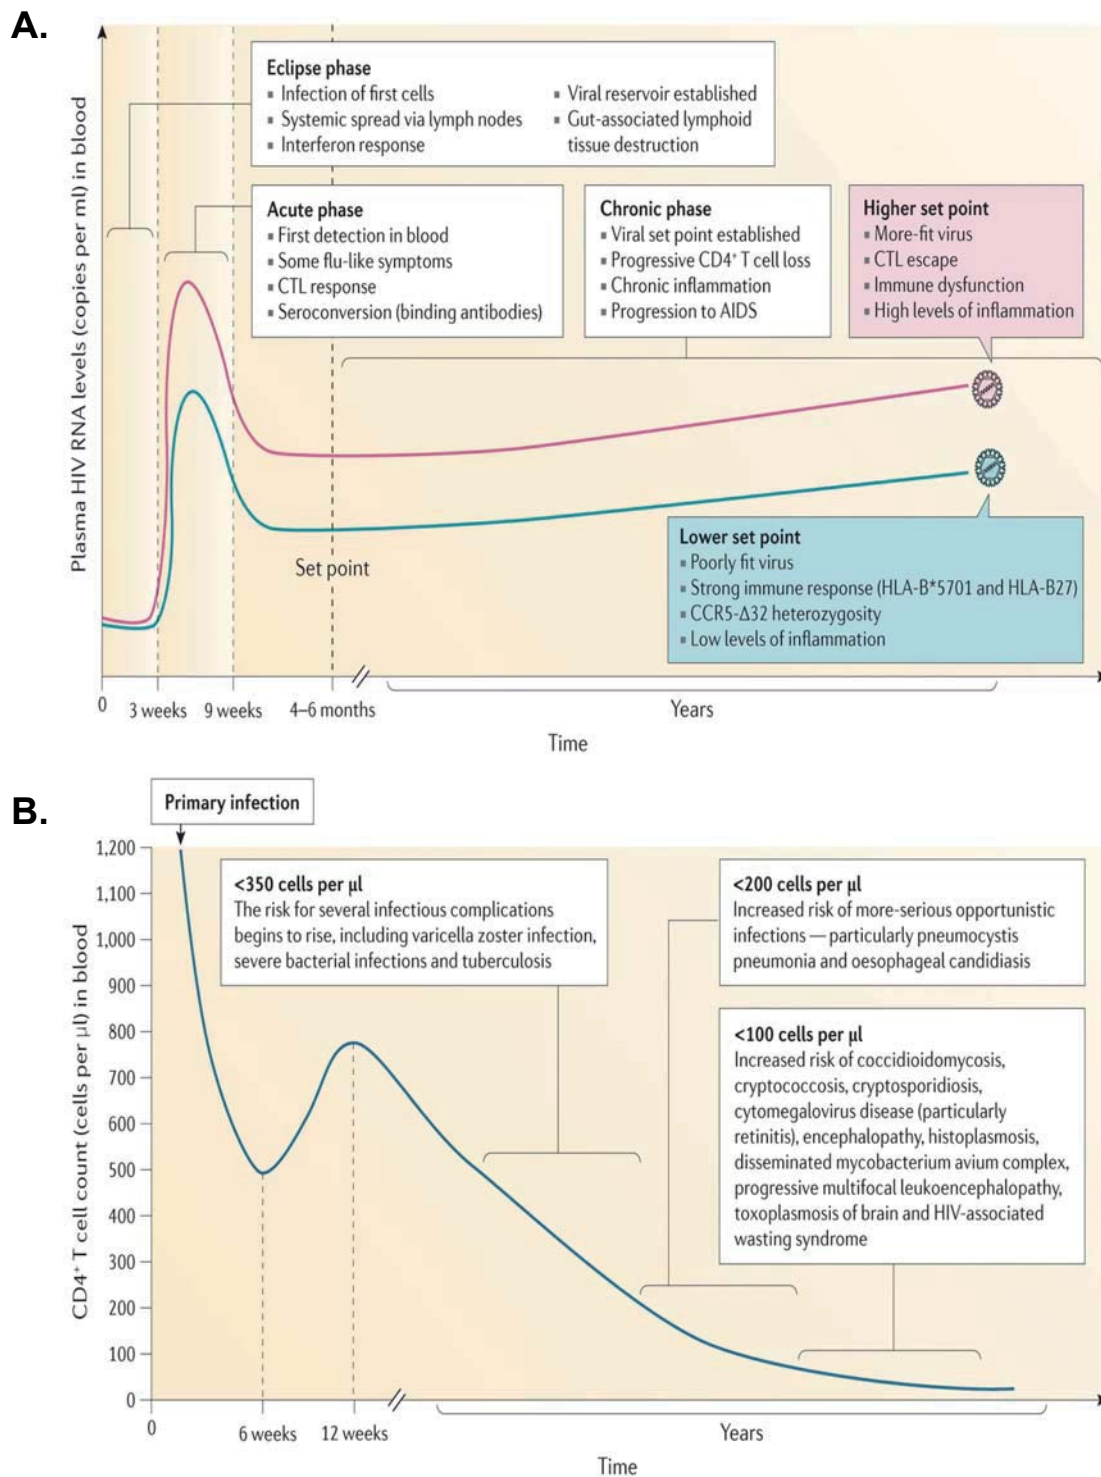 A.
Plasma HIV RNA levels (copies per ml) in blood
Eclipse phase
▪ Infection of first cells
▪ Systemic spread via lymph nodes
▪ Interferon response
▪ Viral reservoir established
▪ Gut-associated lymphoid
tissue destruction
Acute phase
▪ First detection in blood
▪ Some flu-like symptoms
▪ CTL response
▪ Seroconversion (binding antibodies)
Chronic phase
▪ Viral set point established
▪ Progressive CD4⁺ T cell loss
▪ Chronic inflammation
▪ Progression to AIDS
Higher set point
▪ More-fit virus
▪ CTL escape
▪ Immune dysfunction
▪ High levels of inflammation
Set point
Lower set point
▪ Poorly fit virus
▪ Strong immune response (HLA-B*5701 and HLA-B27)
▪ CCR5-Δ32 heterozygosity
▪ Low levels of inflammation
0
3 weeks
9 weeks
4–6 months
Years
Time
B.
Primary infection
CD4⁺ T cell count (cells per µl) in blood
1,200
1,100
1,000
900
800
700
600
500
400
300
200
100
0
<350 cells per µl
The risk for several infectious complications
begins to rise, including varicella zoster infection,
severe bacterial infections and tuberculosis
<200 cells per µl
Increased risk of more-serious opportunistic
infections — particularly pneumocystis
pneumonia and oesophageal candidiasis
<100 cells per µl
Increased risk of coccidioidomycosis,
cryptococcosis, cryptosporidiosis,
cytomegalovirus disease (particularly
retinitis), encephalopathy, histoplasmosis,
disseminated mycobacterium avium complex,
progressive multifocal leukoencephalopathy,
toxoplasmosis of brain and HIV-associated
wasting syndrome
0
6 weeks
12 weeks
Years
Time